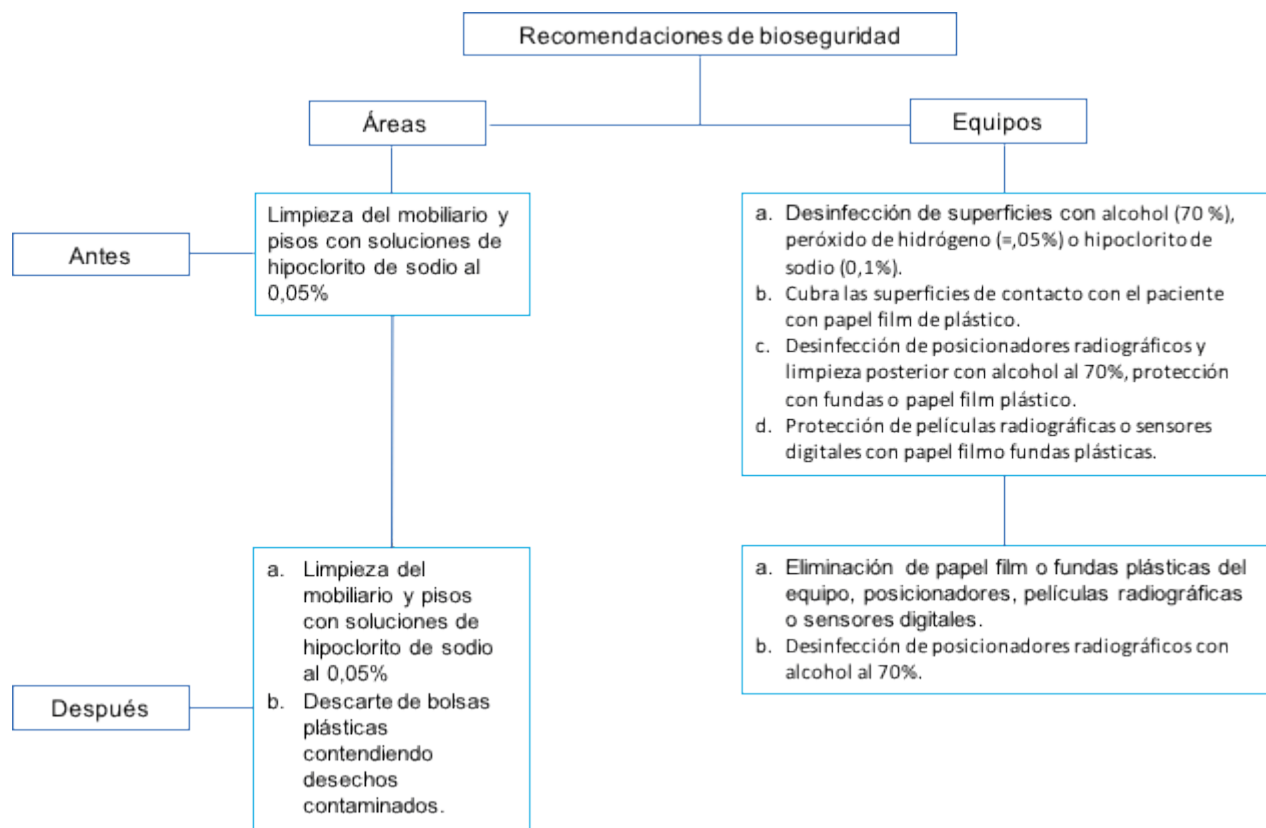 Recomendaciones de bioseguridad
Áreas
Equipos
Antes
Limpieza del mobiliario y
pisos con soluciones de
hipoclorito de sodio al
0,05%
a. Desinfección de superficies con alcohol (70 %),
peróxido de hidrógeno (=,05%) o hipoclorito de
sodio (0,1%).
b. Cubra las superficies de contacto con el paciente
con papel film de plástico.
c. Desinfección de posicionadores radiográficos y
limpieza posterior con alcohol al 70%, protección
con fundas o papel film plástico.
d. Protección de películas radiográficas o sensores
digitales con papel filmo fundas plásticas.
Después
a. Limpieza del
mobiliario y pisos
con soluciones de
hipoclorito de sodio
al 0,05%
b. Descarte de bolsas
plásticas
contendiendo
desechos
contaminados.
a. Eliminación de papel film o fundas plásticas del
equipo, posicionadores, películas radiográficas
o sensores digitales.
b. Desinfección de posicionadores radiográficos con
alcohol al 70%.